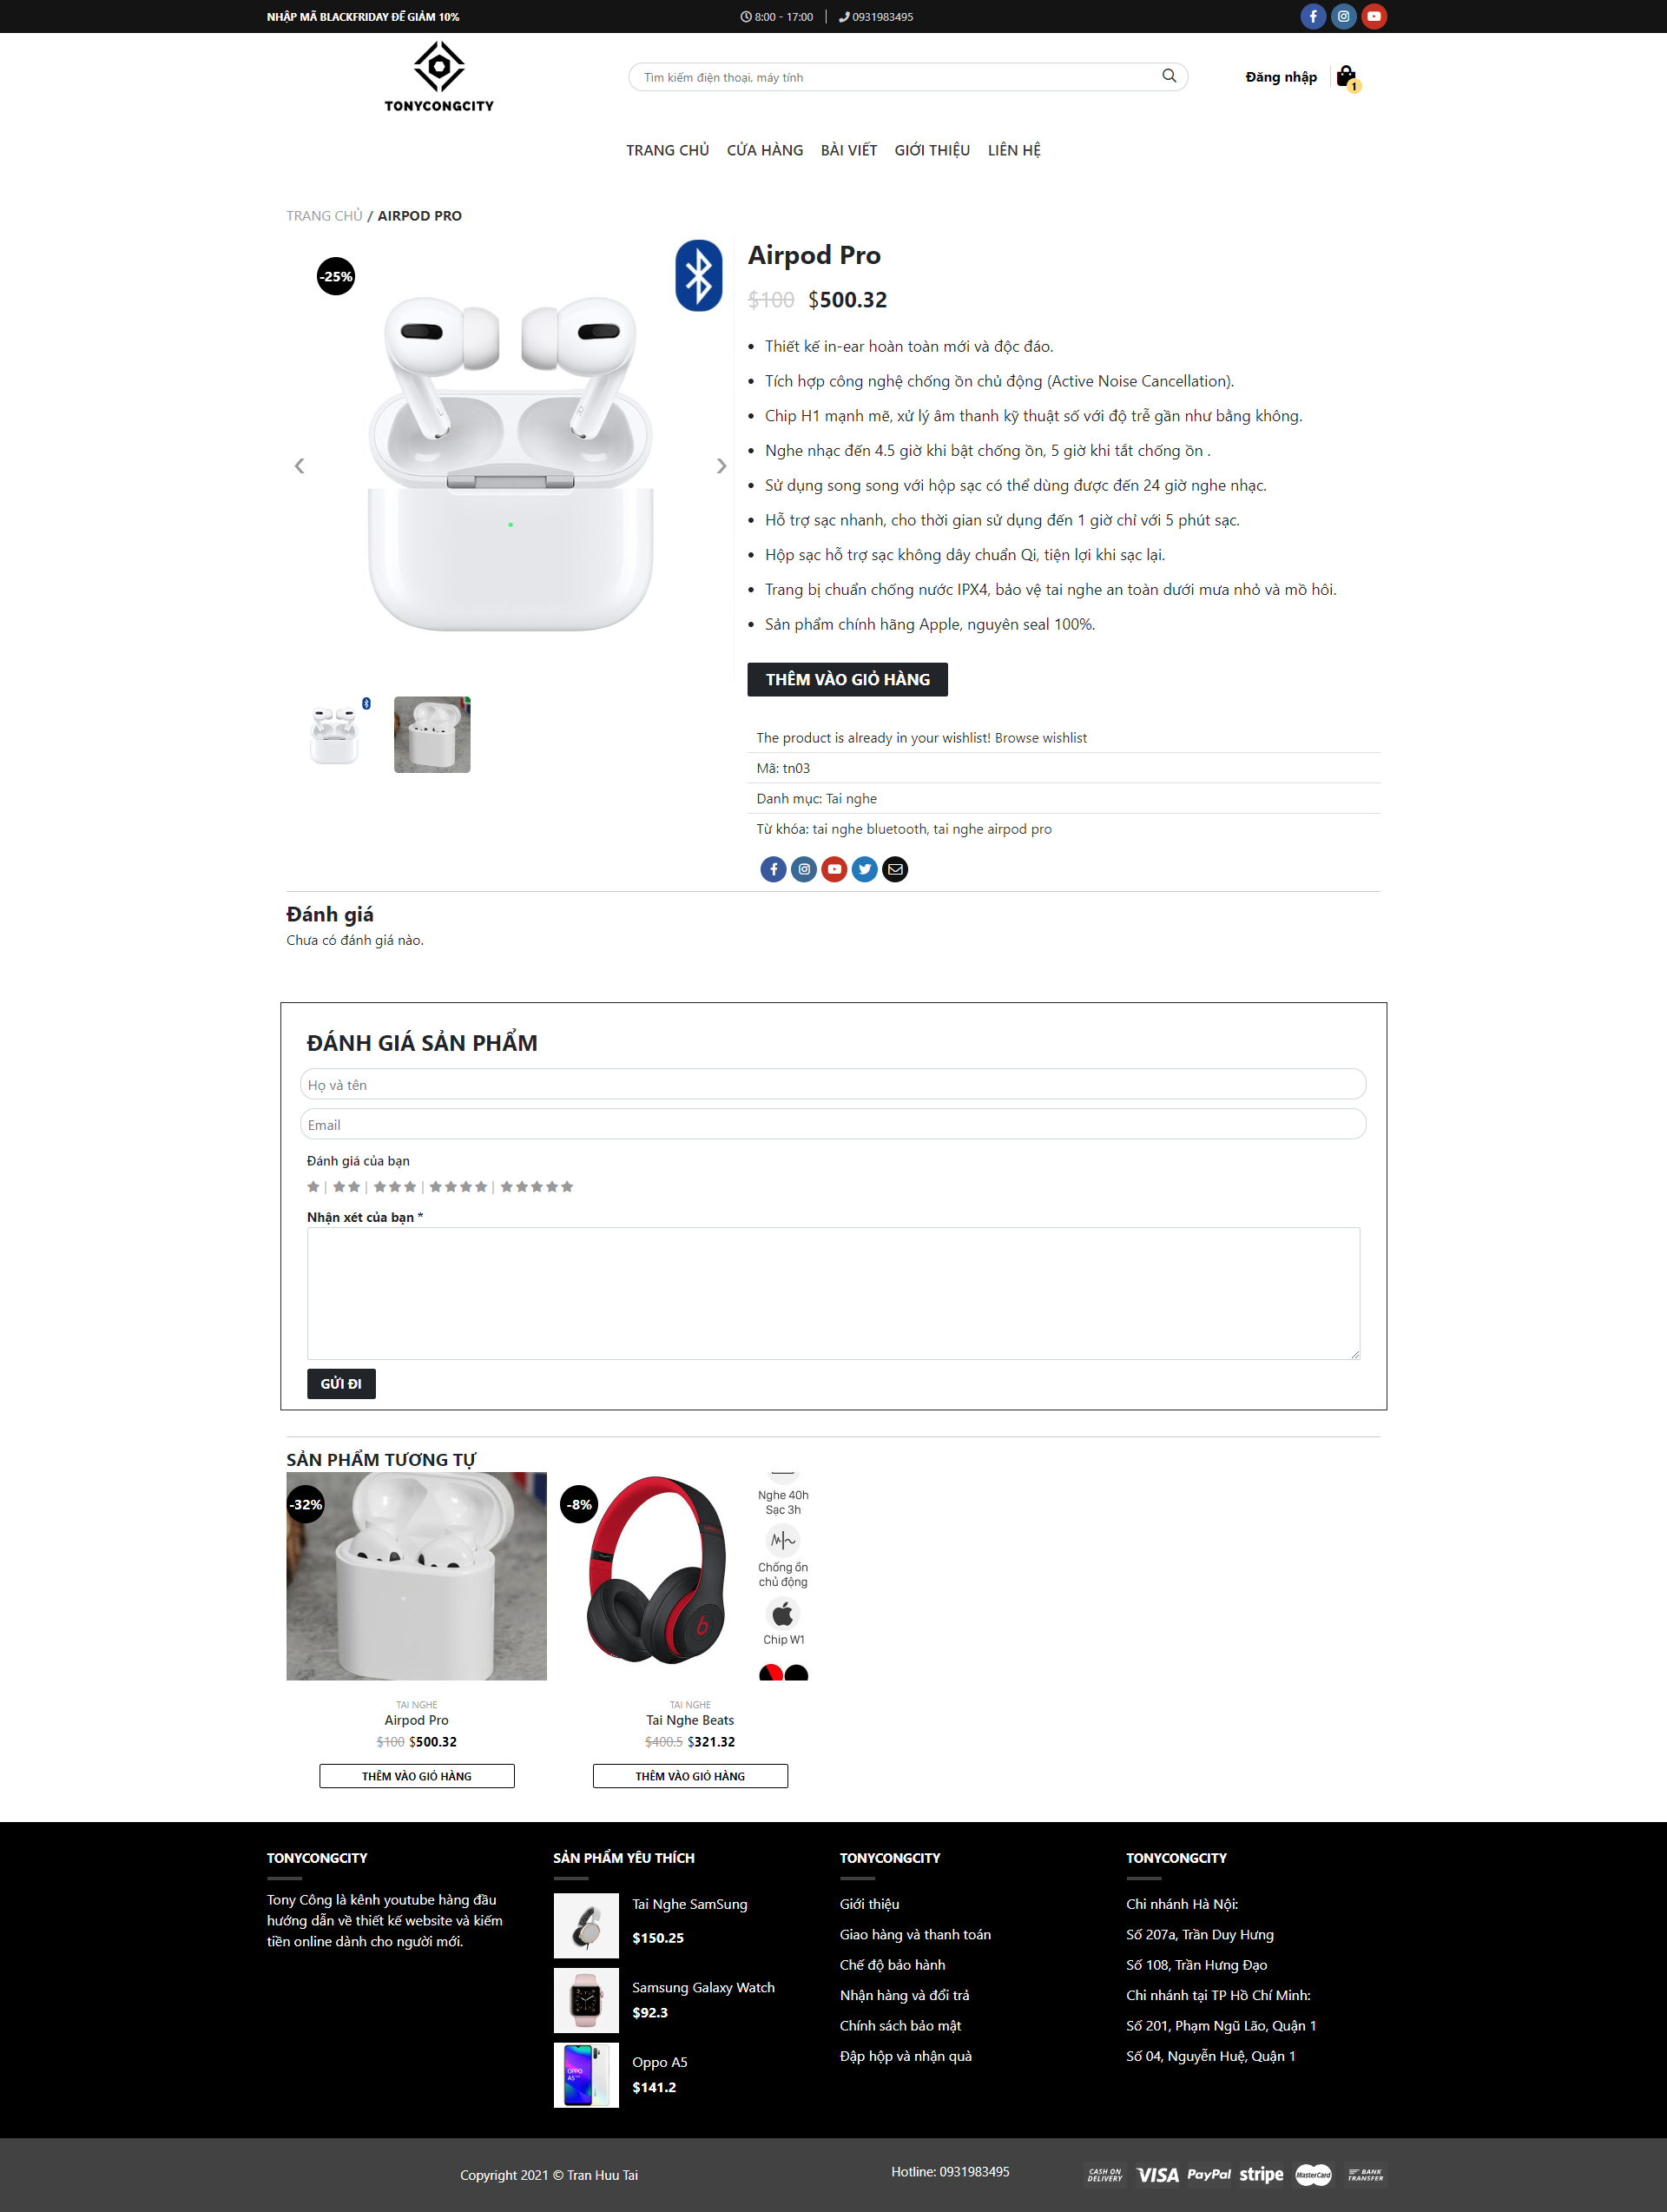 NHẬP MÃ BLACKFRIDAY ĐỂ GIẢM 10%
8:00 - 17:00
0931983495
TONYCONGCITY
Tìm kiếm điện thoại, máy tính
Đăng nhập
1
TRANG CHỦ
CỬA HÀNG
BÀI VIẾT
GIỚI THIỆU
LIÊN HỆ
TRANG CHỦ / AIRPOD PRO
-25%
Airpod Pro
$100 $500.32
• Thiết kế in-ear hoàn toàn mới và độc đáo.
• Tích hợp công nghệ chống ồn chủ động (Active Noise Cancellation).
• Chip H1 mạnh mẽ, xử lý âm thanh kỹ thuật số với độ trễ gần như bằng không.
• Nghe nhạc đến 4.5 giờ khi bật chống ồn, 5 giờ khi tắt chống ồn .
• Sử dụng song song với hộp sạc có thể dùng được đến 24 giờ nghe nhạc.
• Hỗ trợ sạc nhanh, cho thời gian sử dụng đến 1 giờ chỉ với 5 phút sạc.
• Hộp sạc hỗ trợ sạc không dây chuẩn Qi, tiện lợi khi sạc lại.
• Trang bị chuẩn chống nước IPX4, bảo vệ tai nghe an toàn dưới mưa nhỏ và mồ hôi.
• Sản phẩm chính hãng Apple, nguyên seal 100%.
THÊM VÀO GIỎ HÀNG
The product is already in your wishlist! Browse wishlist
Mã: tn03
Danh mục: Tai nghe
Từ khóa: tai nghe bluetooth, tai nghe airpod pro
Đánh giá
Chưa có đánh giá nào.
ĐÁNH GIÁ SẢN PHẨM
Họ và tên
Email
Đánh giá của bạn
Nhận xét của bạn *
GỬI ĐI
SẢN PHẨM TƯƠNG TỰ
-32%
-8%
Nghe 40h
Sạc 3h
Chống ồn
chủ động
Chip W1
TAI NGHE
Airpod Pro
$100 $500.32
THÊM VÀO GIỎ HÀNG
TAI NGHE
Tai Nghe Beats
$400.5 $321.32
THÊM VÀO GIỎ HÀNG
TONYCONGCITY
Tony Công là kênh youtube hàng đầu
hướng dẫn về thiết kế website và kiếm
tiền online dành cho người mới.
SẢN PHẨM YÊU THÍCH
Tai Nghe SamSung
$150.25
Samsung Galaxy Watch
$92.3
OPPO
A5
Oppo A5
$141.2
TONYCONGCITY
Giới thiệu
Giao hàng và thanh toán
Chế độ bảo hành
Nhận hàng và đổi trả
Chính sách bảo mật
Đập hộp và nhận quà
TONYCONGCITY
Chi nhánh Hà Nội:
Số 207a, Trần Duy Hưng
Số 108, Trần Hưng Đạo
Chi nhánh tại TP Hồ Chí Minh:
Số 201, Phạm Ngũ Lão, Quận 1
Số 04, Nguyễn Huệ, Quận 1
Copyright 2021 © Tran Huu Tai
Hotline: 0931983495
CASH ON
DELIVERY
VISA
PayPal
stripe
MasterCard
BANK
TRANSFER